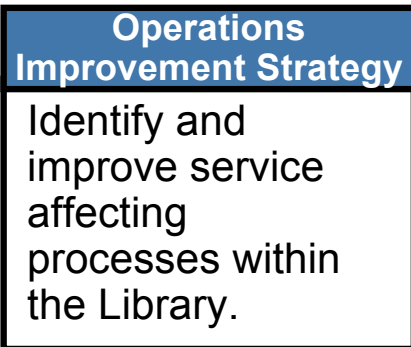 Operations
Improvement Strategy
Identify and
improve service
affecting
processes within
the Library.